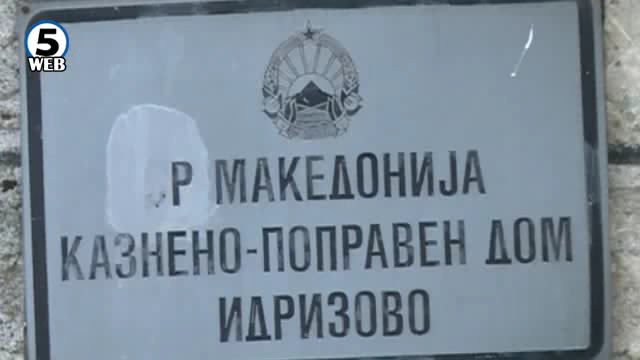 5
WEB
Р МАКЕДОНИЈА
КАЗНЕНО-ПОПРАВЕН ДОМ
ИДРИЗОВО